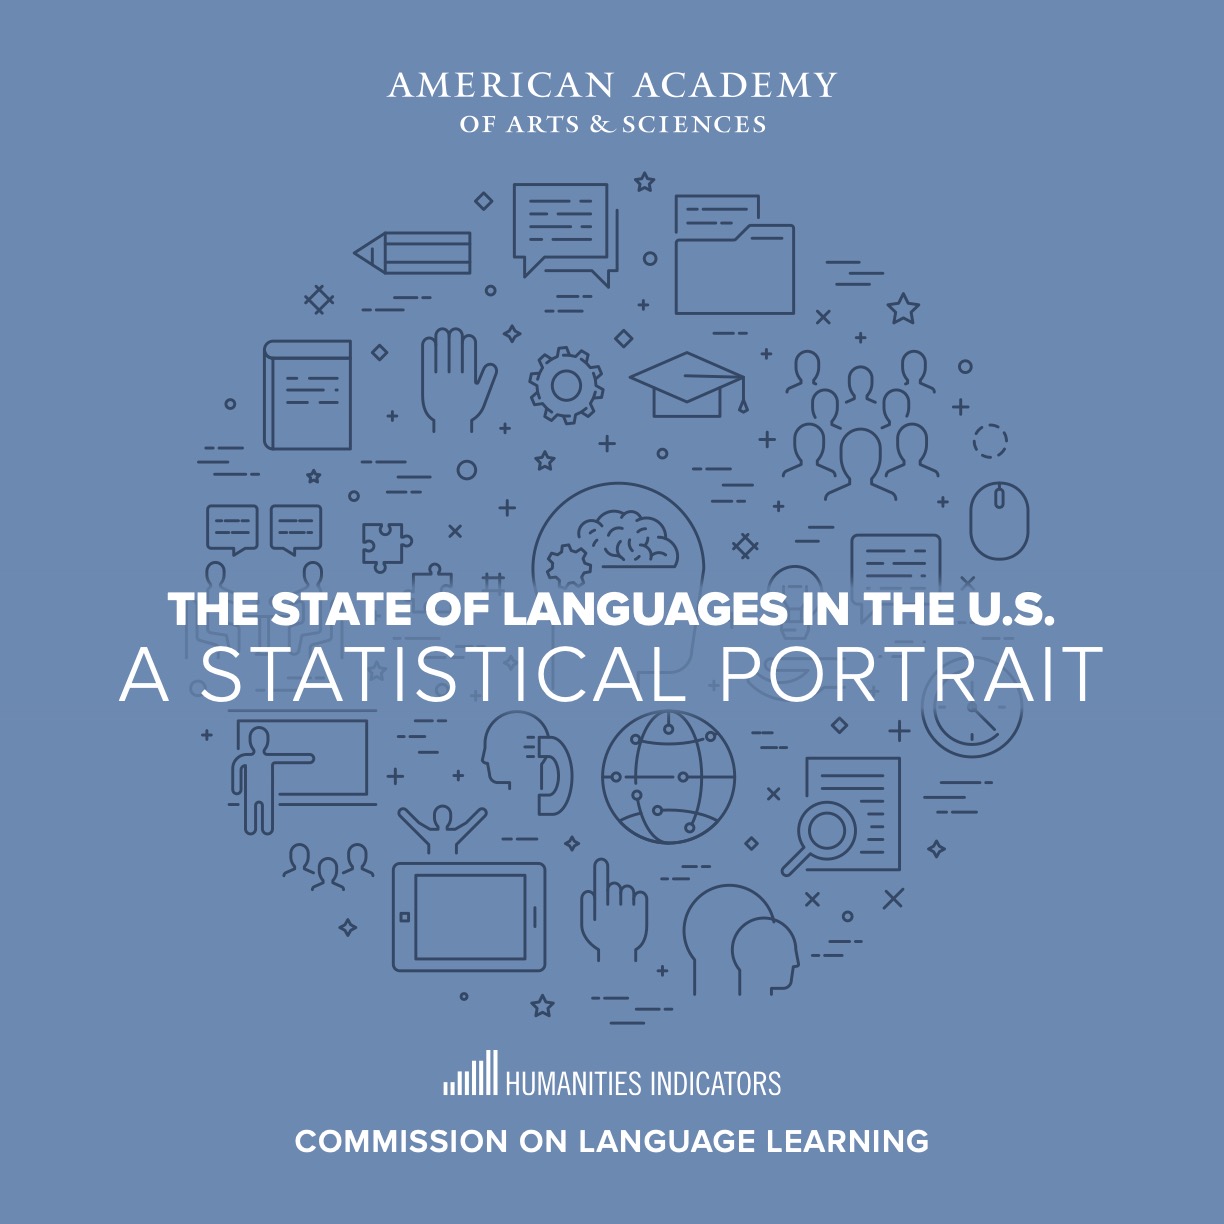 AMERICAN ACADEMY
OF ARTS & SCIENCES
THE STATE OF LANGUAGES IN THE U.S.
A STATISTICAL PORTRAIT
HUMANITIES INDICATORS
COMMISSION ON LANGUAGE LEARNING